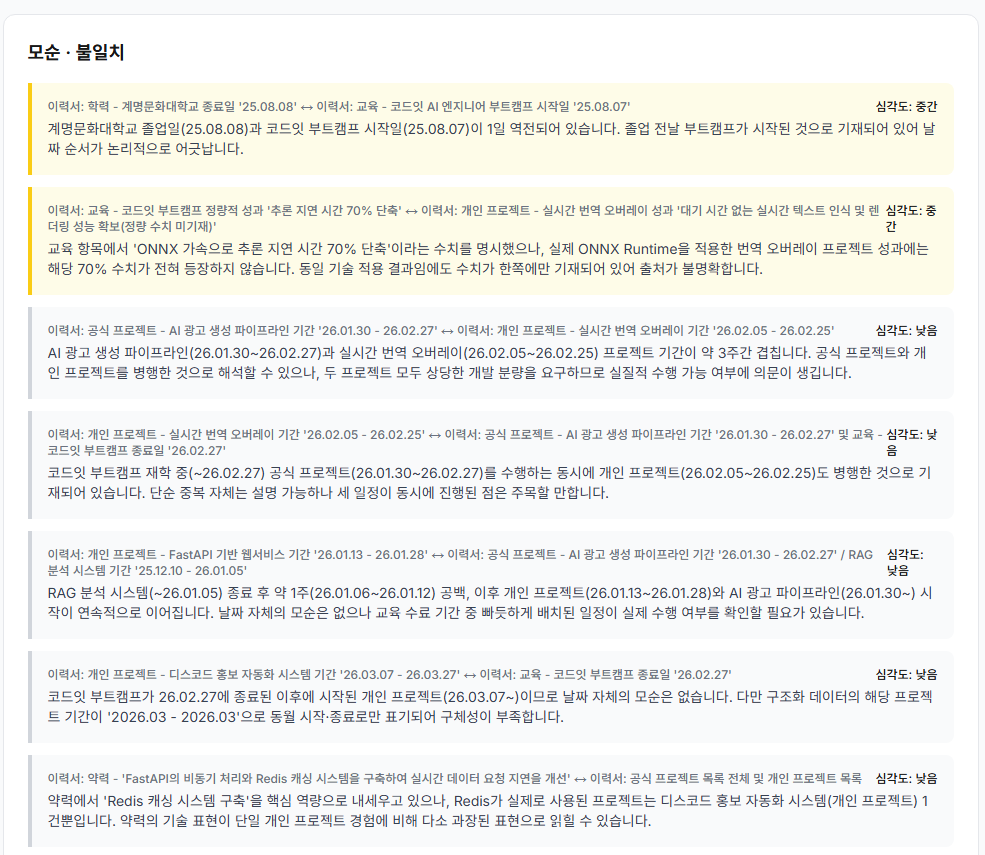 모순 · 불일치
이력서: 학력 - 계명문화대학교 종료일 '25.08.08' ↔ 이력서: 교육 - 코드잇 AI 엔지니어 부트캠프 시작일 '25.08.07'
심각도: 중간
계명문화대학교 졸업일(25.08.08)과 코드잇 부트캠프 시작일(25.08.07)이 1일 역전되어 있습니다. 졸업 전날 부트캠프가 시작된 것으로 기재되어 있어 날
짜 순서가 논리적으로 어긋납니다.
이력서: 교육 - 코드잇 부트캠프 정량적 성과 '추론 지연 시간 70% 단축' ↔ 이력서: 개인 프로젝트 - 실시간 번역 오버레이 성과 '대기 시간 없는 실시간 텍스트 인식 및 렌
더링 성능 확보(정량 수치 미기재)'
심각도: 중
간
교육 항목에서 'ONNX 가속으로 추론 지연 시간 70% 단축'이라는 수치를 명시했으나, 실제 ONNX Runtime을 적용한 번역 오버레이 프로젝트 성과에는
해당 70% 수치가 전혀 등장하지 않습니다. 동일 기술 적용 결과임에도 수치가 한쪽에만 기재되어 있어 출처가 불명확합니다.
이력서: 공식 프로젝트 - AI 광고 생성 파이프라인 기간 '26.01.30 - 26.02.27' ↔ 이력서: 개인 프로젝트 - 실시간 번역 오버레이 기간 '26.02.05 - 26.02.25'
심각도: 낮음
AI 광고 생성 파이프라인(26.01.30~26.02.27)과 실시간 번역 오버레이(26.02.05~26.02.25) 프로젝트 기간이 약 3주간 겹칩니다. 공식 프로젝트와 개
인 프로젝트를 병행한 것으로 해석할 수 있으나, 두 프로젝트 모두 상당한 개발 분량을 요구하므로 실질적 수행 가능 여부에 의문이 생깁니다.
이력서: 개인 프로젝트 - 실시간 번역 오버레이 기간 '26.02.05 - 26.02.25' ↔ 이력서: 공식 프로젝트 - AI 광고 생성 파이프라인 기간 '26.01.30 - 26.02.27' 및 교육 -
코드잇 부트캠프 종료일 '26.02.27'
심각도: 낮
음
코드잇 부트캠프 재학 중(~26.02.27) 공식 프로젝트(26.01.30~26.02.27)를 수행하는 동시에 개인 프로젝트(26.02.05~26.02.25)도 병행한 것으로 기
재되어 있습니다. 단순 중복 자체는 설명 가능하나 세 일정이 동시에 진행된 점은 주목할 만합니다.
이력서: 개인 프로젝트 - FastAPI 기반 웹서비스 기간 '26.01.13 - 26.01.28' ↔ 이력서: 공식 프로젝트 - AI 광고 생성 파이프라인 기간 '26.01.30 - 26.02.27' / RAG
분석 시스템 기간 '25.12.10 - 26.01.05'
심각도:
낮음
RAG 분석 시스템(~26.01.05) 종료 후 약 1주(26.01.06~26.01.12) 공백, 이후 개인 프로젝트(26.01.13~26.01.28)와 AI 광고 파이프라인(26.01.30~) 시
작이 연속적으로 이어집니다. 날짜 자체의 모순은 없으나 교육 수료 기간 중 빠듯하게 배치된 일정이 실제 수행 여부를 확인할 필요가 있습니다.
이력서: 개인 프로젝트 - 디스코드 홍보 자동화 시스템 기간 '26.03.07 - 26.03.27' ↔ 이력서: 교육 - 코드잇 부트캠프 종료일 '26.02.27'
심각도: 낮음
코드잇 부트캠프가 26.02.27에 종료된 이후에 시작된 개인 프로젝트(26.03.07~)이므로 날짜 자체의 모순은 없습니다. 다만 구조화 데이터의 해당 프로젝
트 기간이 '2026.03 - 2026.03'으로 동월 시작·종료로만 표기되어 구체성이 부족합니다.
이력서: 약력 - 'FastAPI의 비동기 처리와 Redis 캐싱 시스템을 구축하여 실시간 데이터 요청 지연을 개선' ↔ 이력서: 공식 프로젝트 목록 전체 및 개인 프로젝트 목록
심각도: 낮음
약력에서 'Redis 캐싱 시스템 구축'을 핵심 역량으로 내세우고 있으나, Redis가 실제로 사용된 프로젝트는 디스코드 홍보 자동화 시스템(개인 프로젝트) 1
건뿐입니다. 약력의 기술 표현이 단일 개인 프로젝트 경험에 비해 다소 과장된 표현으로 읽힐 수 있습니다.